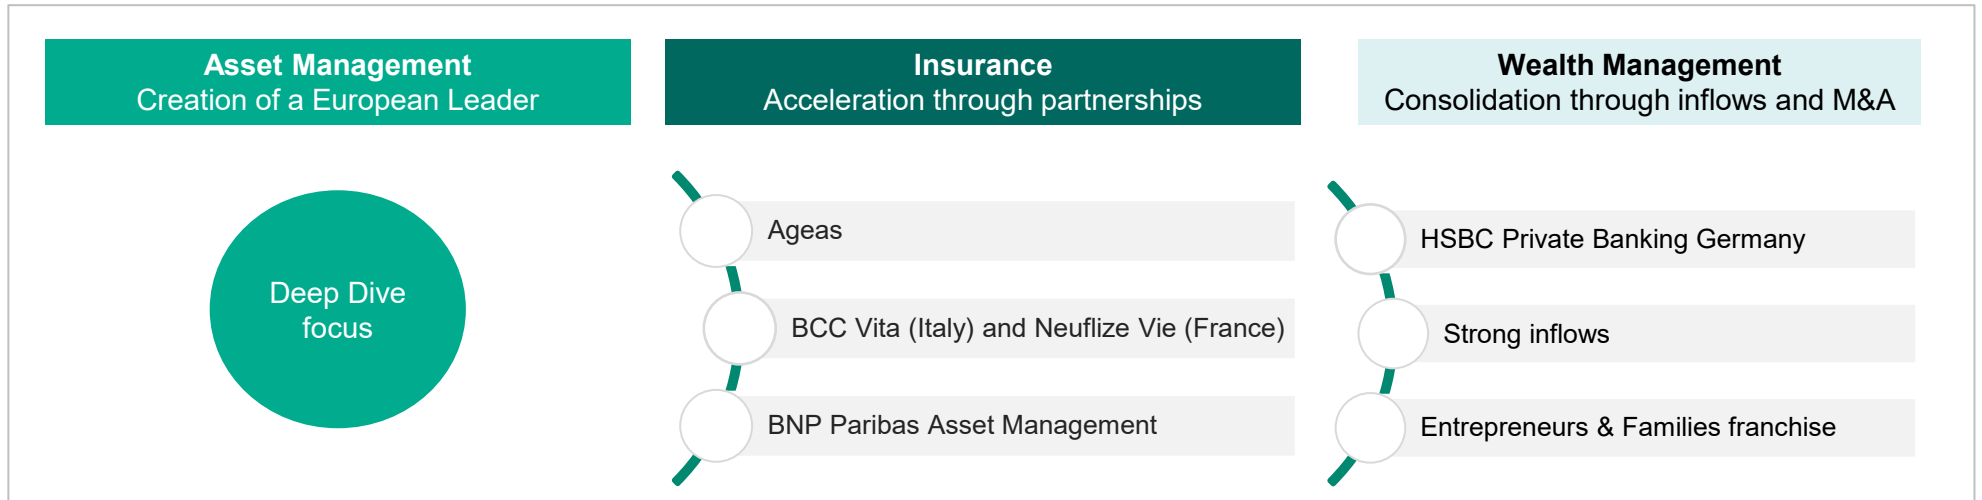 Asset Management
Creation of a European Leader
Deep Dive
focus
Insurance
Acceleration through partnerships
Ageas
BCC Vita (Italy) and Neuflize Vie (France)
BNP Paribas Asset Management
Wealth Management
Consolidation through inflows and M&A
HSBC Private Banking Germany
Strong inflows
Entrepreneurs & Families franchise